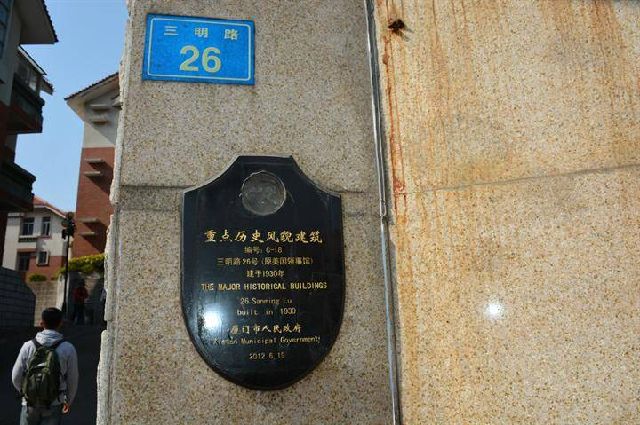 三明路
26
重点历史风貌建筑
编号: G-18
三明路26号 (原美国领事馆)
建于1930年
THE MAJOR HISTORICAL BUILDINGS
26 Sanming Lu
built in 1930
厦门市人民政府
Xiamen Municipal Government
2012.6.15